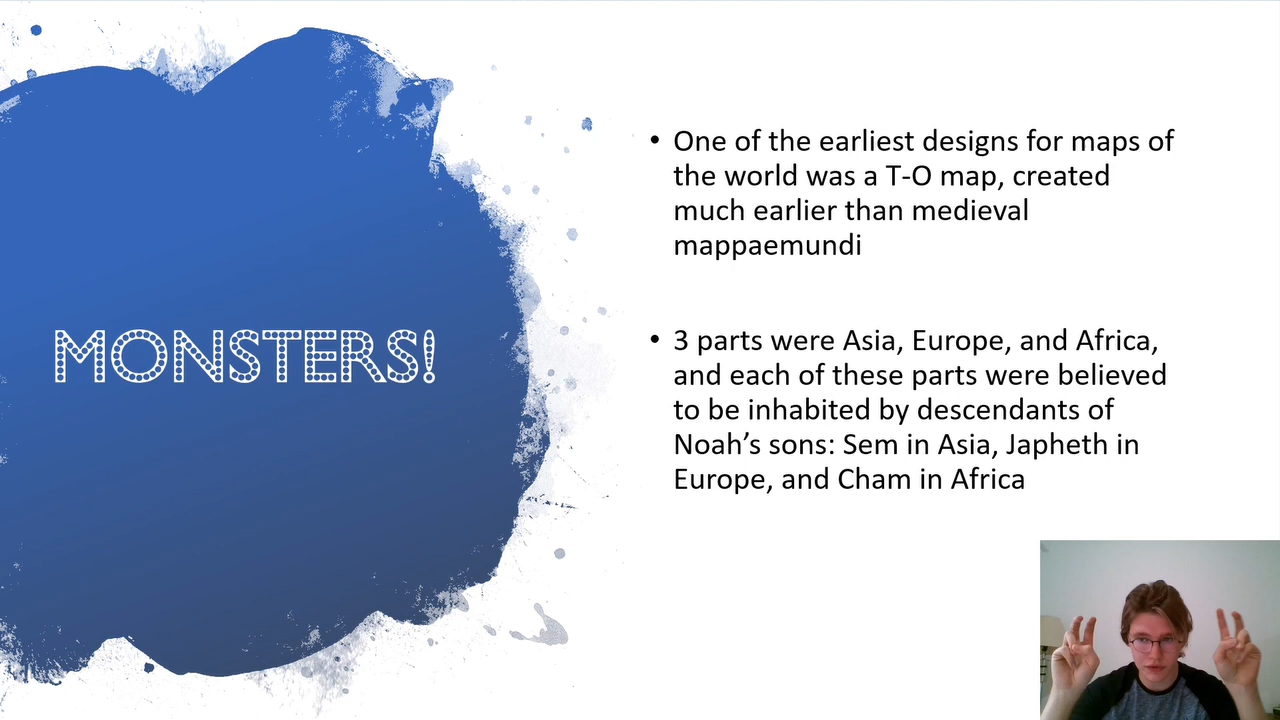 MONSTERS!
• One of the earliest designs for maps of
the world was a T-O map, created
much earlier than medieval
mappaemundi
• 3 parts were Asia, Europe, and Africa,
and each of these parts were believed
to be inhabited by descendants of
Noah’s sons: Sem in Asia, Japheth in
Europe, and Cham in Africa